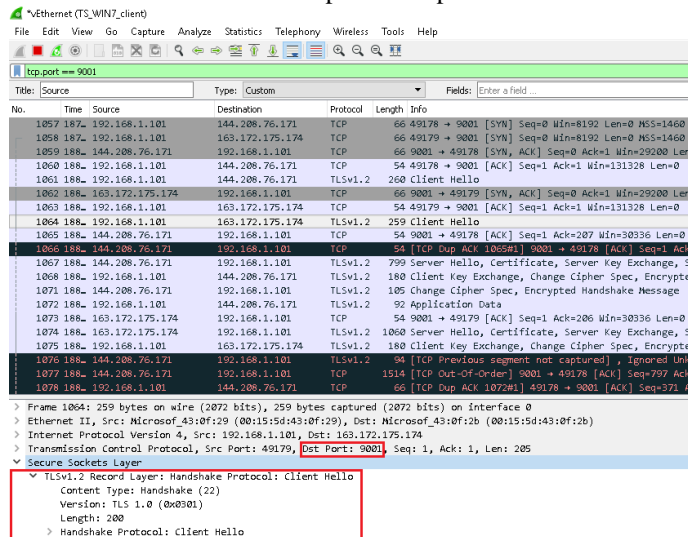 *vEthernet (TS_WIN7_client)
File Edit View Go Capture Analyze Statistics Telephony Wireless Tools Help
tcp.port == 9001
Title: Source Type: Custom Fields: Enter a field ...
No. Time Source Destination Protocol Length Info
1057 187… 192.168.1.101 144.208.76.171 TCP 66 49178 → 9001 [SYN] Seq=0 Win=8192 Len=0 MSS=1460
1058 187… 192.168.1.101 163.172.175.174 TCP 66 49179 → 9001 [SYN] Seq=0 Win=8192 Len=0 MSS=1460
1059 188… 144.208.76.171 192.168.1.101 TCP 66 9001 → 49178 [SYN, ACK] Seq=0 Ack=1 Win=29200 Len
1060 188… 192.168.1.101 144.208.76.171 TCP 54 49178 → 9001 [ACK] Seq=1 Ack=1 Win=131328 Len=0
1061 188… 192.168.1.101 144.208.76.171 TLSv1.2 260 Client Hello
1062 188… 163.172.175.174 192.168.1.101 TCP 66 9001 → 49179 [SYN, ACK] Seq=0 Ack=1 Win=29200 Len
1063 188… 192.168.1.101 163.172.175.174 TCP 54 49179 → 9001 [ACK] Seq=1 Ack=1 Win=131328 Len=0
1064 188… 192.168.1.101 163.172.175.174 TLSv1.2 259 Client Hello
1065 188… 144.208.76.171 192.168.1.101 TCP 54 9001 → 49178 [ACK] Seq=1 Ack=207 Win=30336 Len=0
1066 188… 144.208.76.171 192.168.1.101 TCP 54 [TCP Dup ACK 1065#1] 9001 → 49178 [ACK] Seq=1 Ack
1067 188… 144.208.76.171 192.168.1.101 TLSv1.2 799 Server Hello, Certificate, Server Key Exchange, S
1068 188… 192.168.1.101 144.208.76.171 TLSv1.2 180 Client Key Exchange, Change Cipher Spec, Encrypte
1071 188… 144.208.76.171 192.168.1.101 TLSv1.2 105 Change Cipher Spec, Encrypted Handshake Message
1072 188… 192.168.1.101 144.208.76.171 TLSv1.2 92 Application Data
1073 188… 163.172.175.174 192.168.1.101 TCP 54 9001 → 49179 [ACK] Seq=1 Ack=206 Win=30336 Len=0
1074 188… 163.172.175.174 192.168.1.101 TLSv1.2 1060 Server Hello, Certificate, Server Key Exchange, S
1075 188… 192.168.1.101 163.172.175.174 TLSv1.2 180 Client Key Exchange, Change Cipher Spec, Encrypte
1076 188… 144.208.76.171 192.168.1.101 TLSv1.2 94 [TCP Previous segment not captured] , Ignored Unk
1077 188… 144.208.76.171 192.168.1.101 TCP 1514 [TCP Out-Of-Order] 9001 → 49178 [ACK] Seq=797 Ack
1078 188… 192.168.1.101 144.208.76.171 TCP 66 [TCP Dup ACK 1072#1] 49178 → 9001 [ACK] Seq=371 A
Frame 1064: 259 bytes on wire (2072 bits), 259 bytes captured (2072 bits) on interface 0
Ethernet II, Src: Microsof_43:0f:29 (00:15:5d:43:0f:29), Dst: Microsof_43:0f:2b (00:15:5d:43:0f:2b)
Internet Protocol Version 4, Src: 192.168.1.101, Dst: 163.172.175.174
Transmission Control Protocol, Src Port: 49179, Dst Port: 9001, Seq: 1, Ack: 1, Len: 205
Secure Sockets Layer
TLSv1.2 Record Layer: Handshake Protocol: Client Hello
Content Type: Handshake (22)
Version: TLS 1.0 (0x0301)
Length: 200
Handshake Protocol: Client Hello